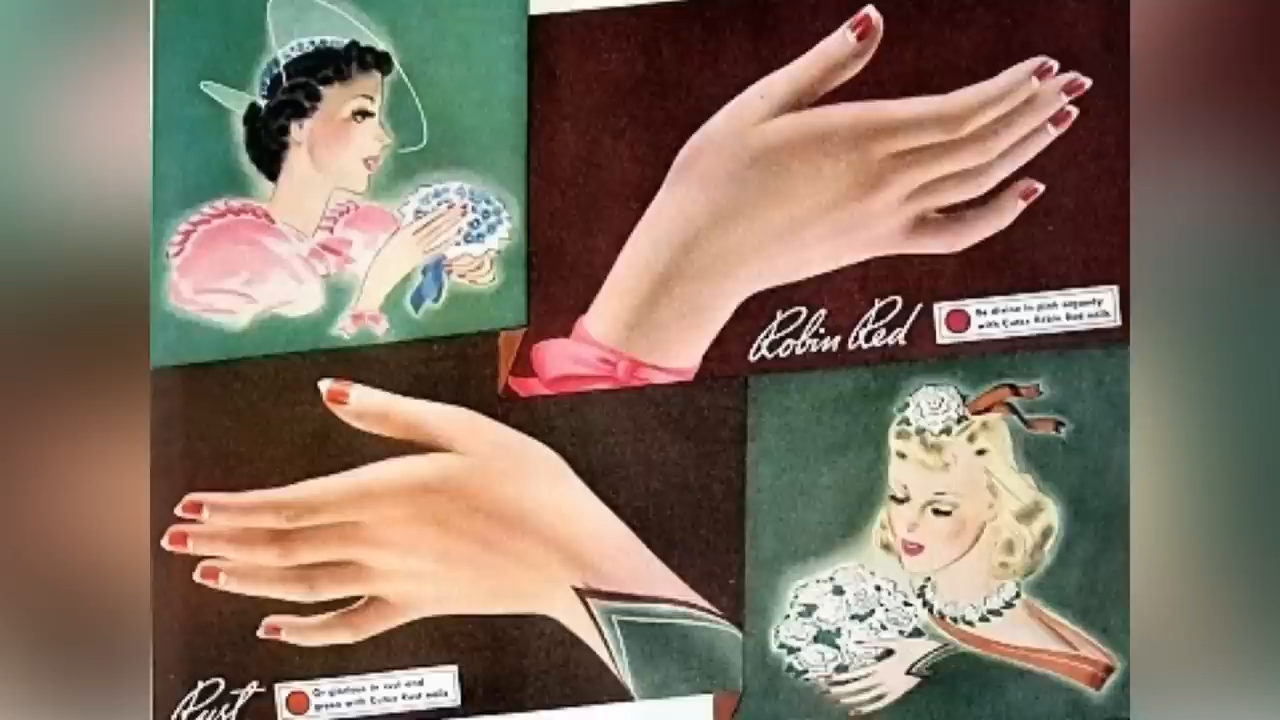 Robin Red
Be divine in pink elegantly
with Cutex Robin Red nails
Rust
Or glorious in rust and
green with Cutex Rust nails